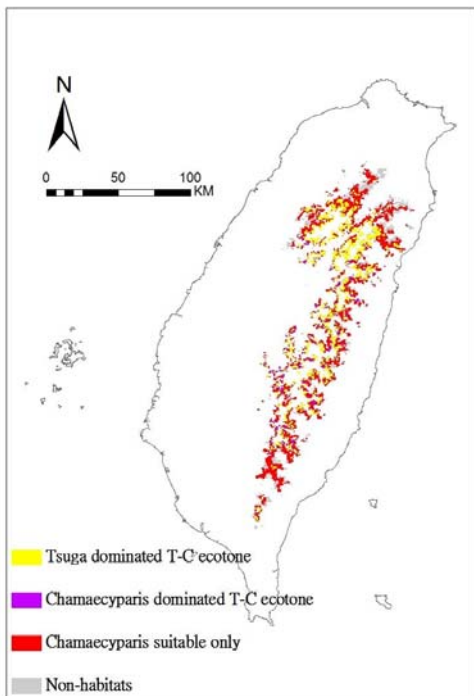 N
0 50 100
KM
Tsuga dominated T-C ecotone
Chamaecyparis dominated T-C ecotone
Chamaecyparis suitable only
Non-habitats